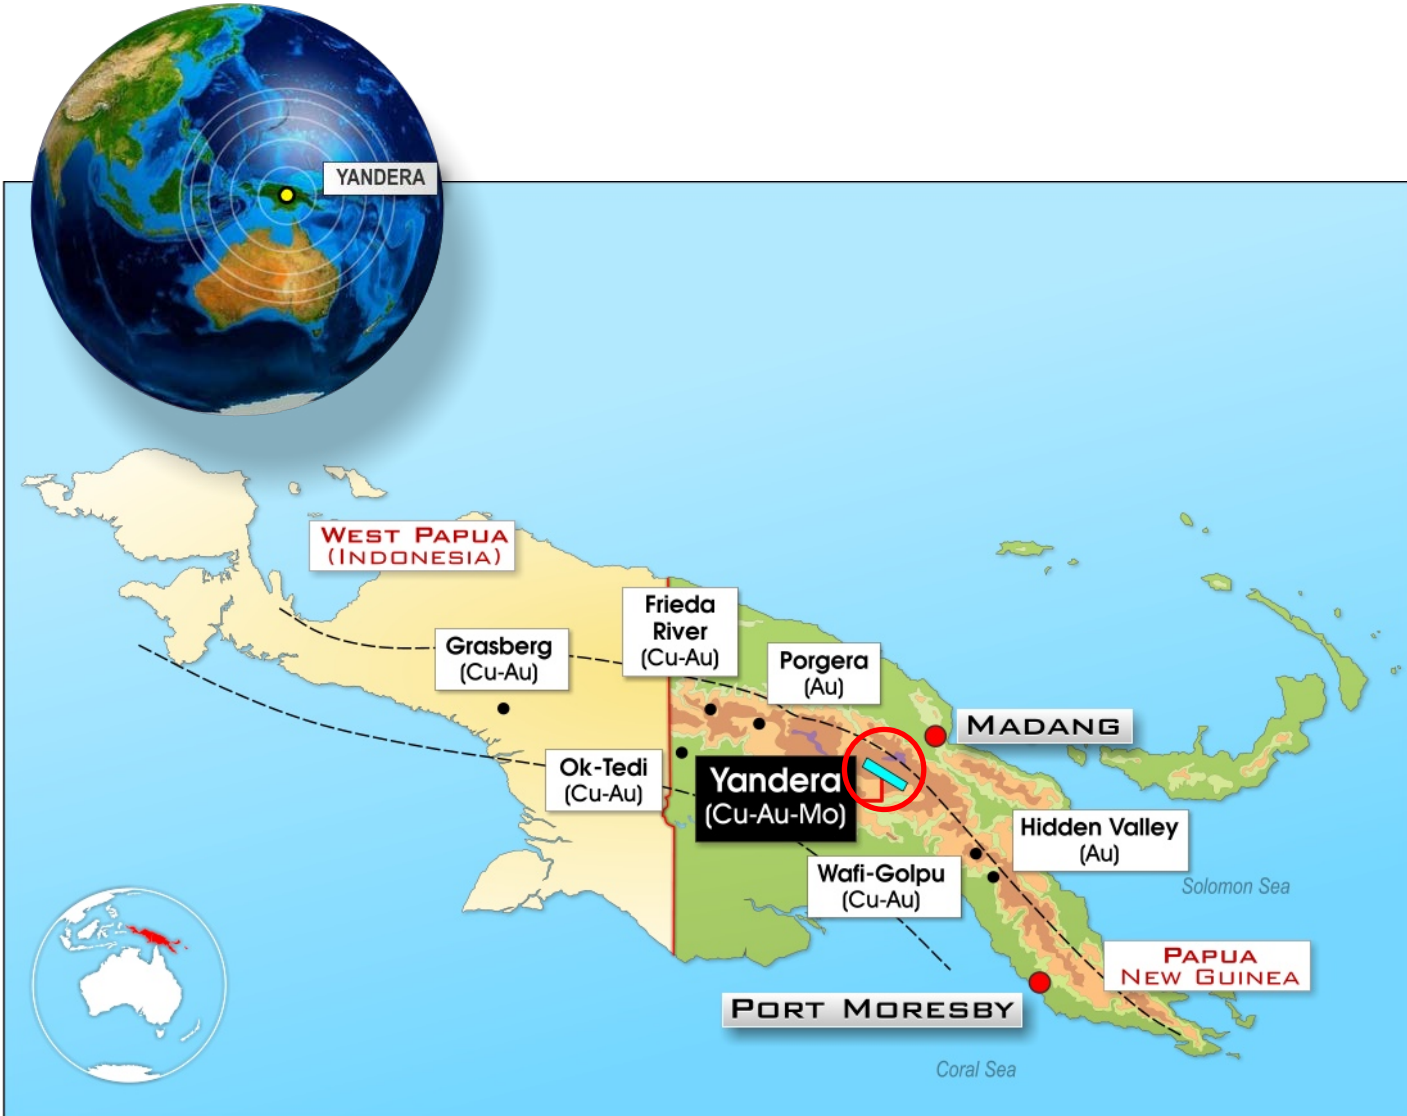 YANDERA
WEST PAPUA
(INDONESIA)
Frieda
River
(Cu-Au)
Grasberg
(Cu-Au)
Porgera
(Au)
MADANG
Ok-Tedi
(Cu-Au)
Yandera
(Cu-Au-Mo)
Hidden Valley
(Au)
Wafi-Golpu
(Cu-Au)
Solomon Sea
PAPUA
NEW GUINEA
PORT MORESBY
Coral Sea